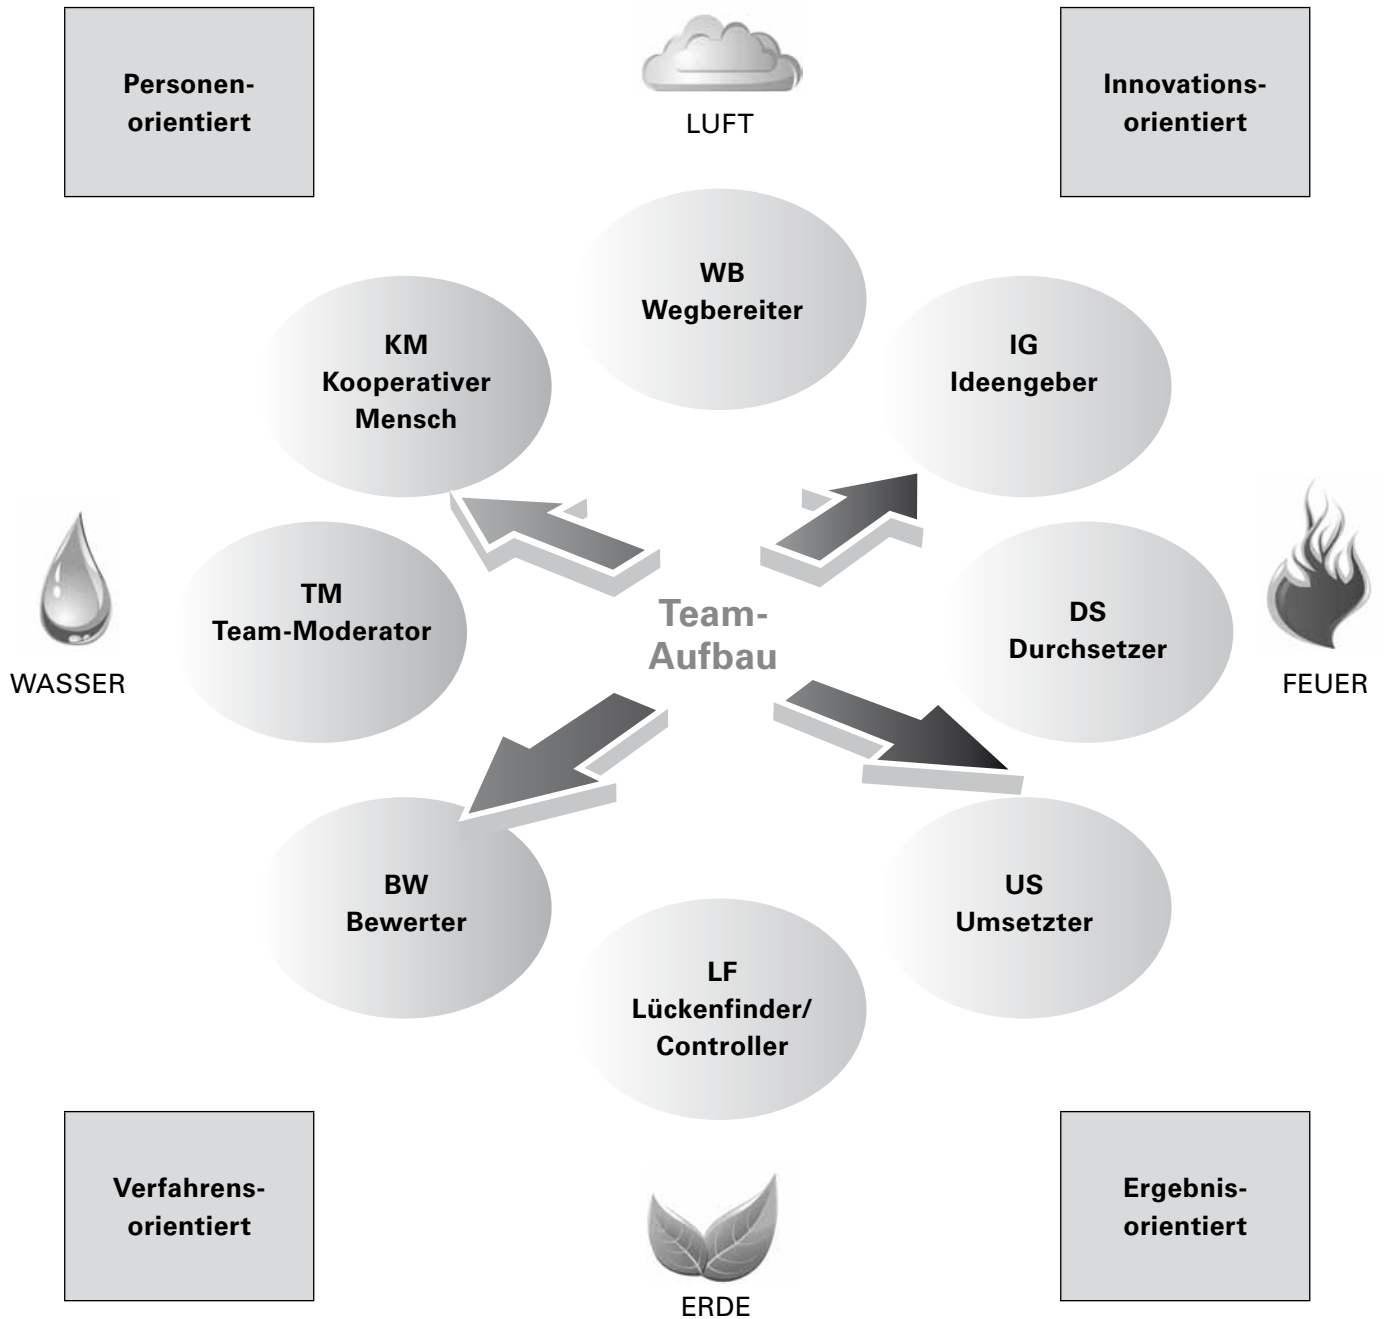 Personen-
orientiert
LUFT
Innovations-
orientiert
WB
Wegbereiter
KM
Kooperativer
Mensch
IG
Ideengeber
WASSER
TM
Team-Moderator
Team-
Aufbau
DS
Durchsetzer
FEUER
BW
Bewerter
LF
Lückenfinder/
Controller
US
Umsetzter
Verfahrens-
orientiert
ERDE
Ergebnis-
orientiert